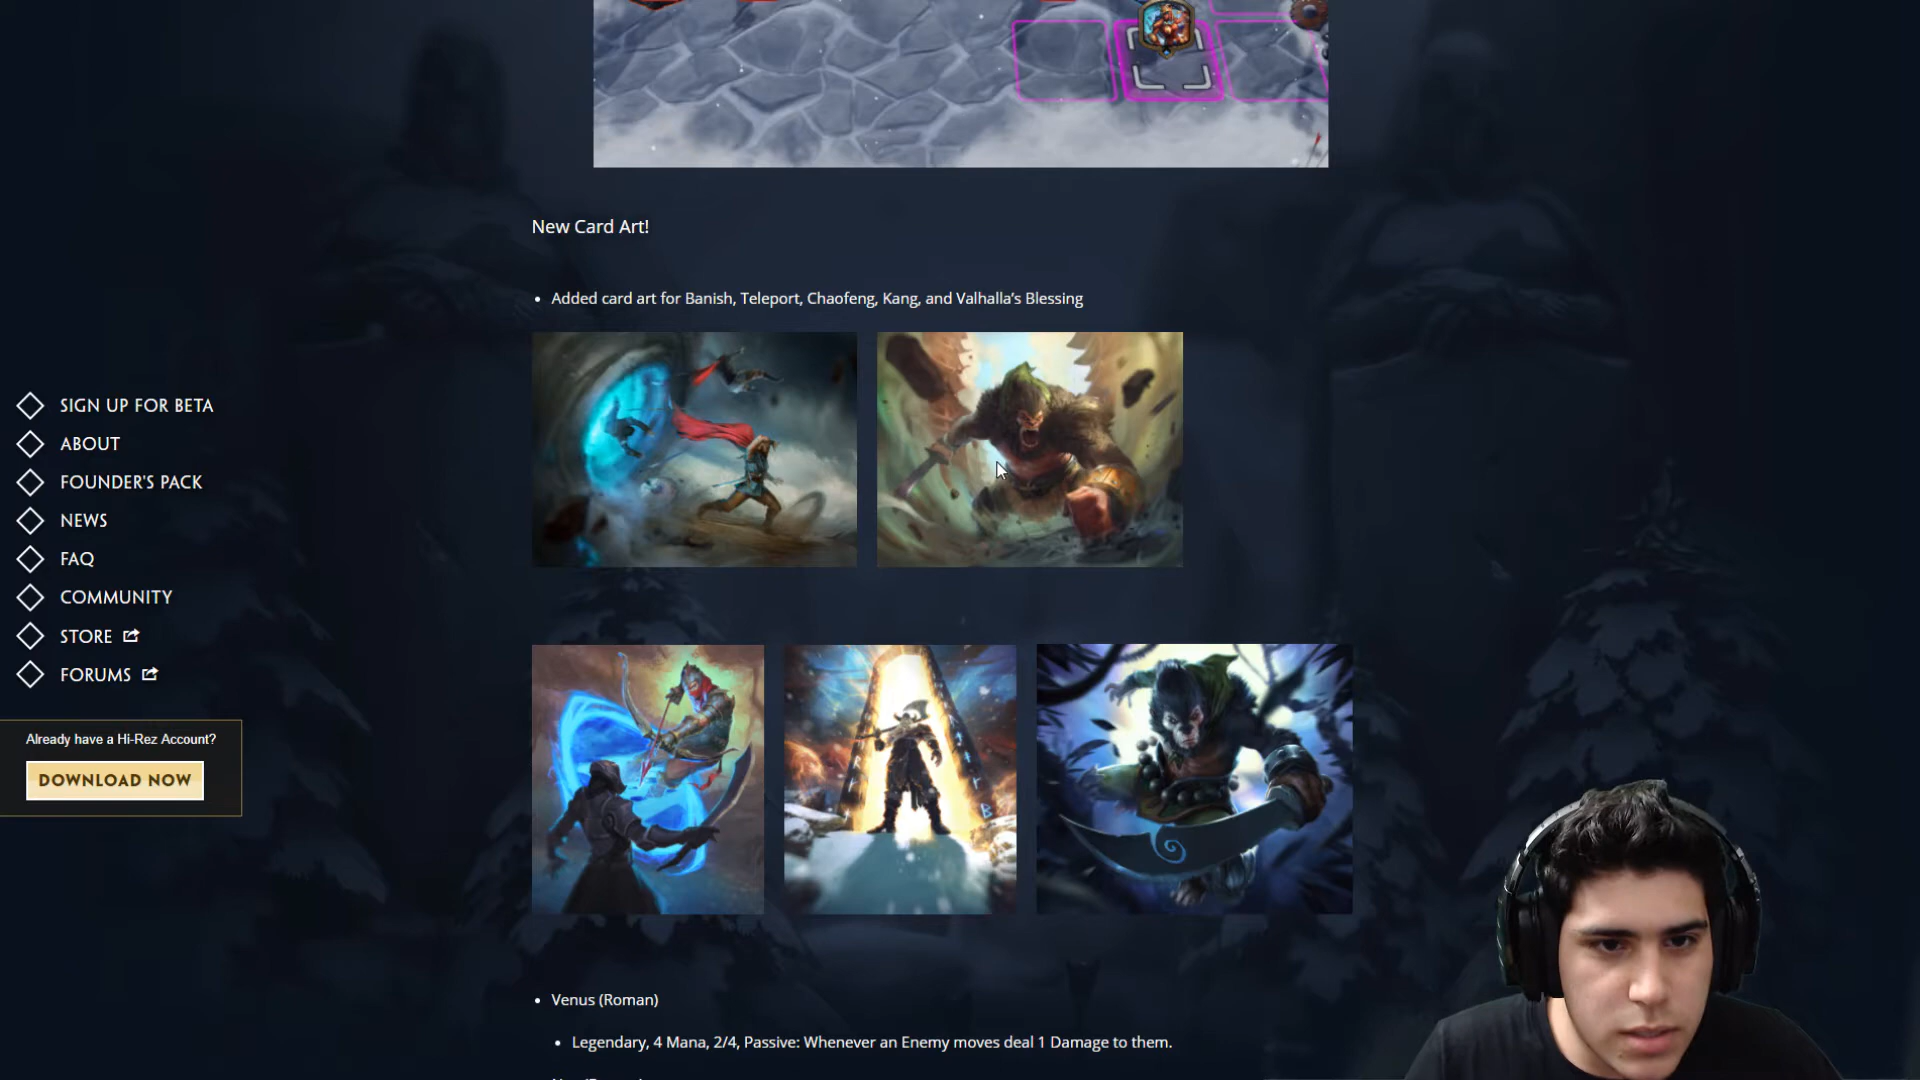 New Card Art!
Added card art for Banish, Teleport, Chaofeng, Kang, and Valhalla’s Blessing
SIGN UP FOR BETA
ABOUT
FOUNDER'S PACK
NEWS
FAQ
COMMUNITY
STORE
FORUMS
Already have a Hi-Rez Account?
DOWNLOAD NOW
Venus (Roman)
Legendary, 4 Mana, 2/4, Passive: Whenever an Enemy moves deal 1 Damage to them.